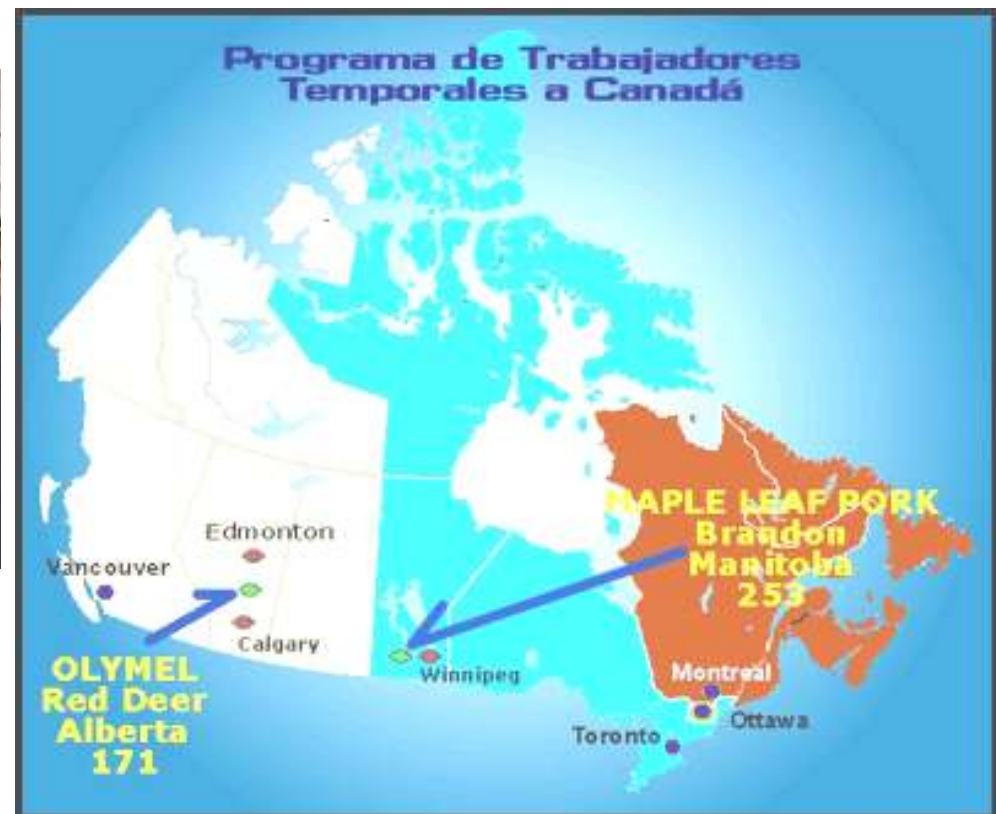 Programa de Trabajadores
Temporales a Canadá
MAPLE LEAF PORK
Brandon
Manitoba
253
Edmonton
Vancouver
Calgary
OLYMEL
Red Deer
Alberta
171
Winnipeg
Montreal
Ottawa
Toronto